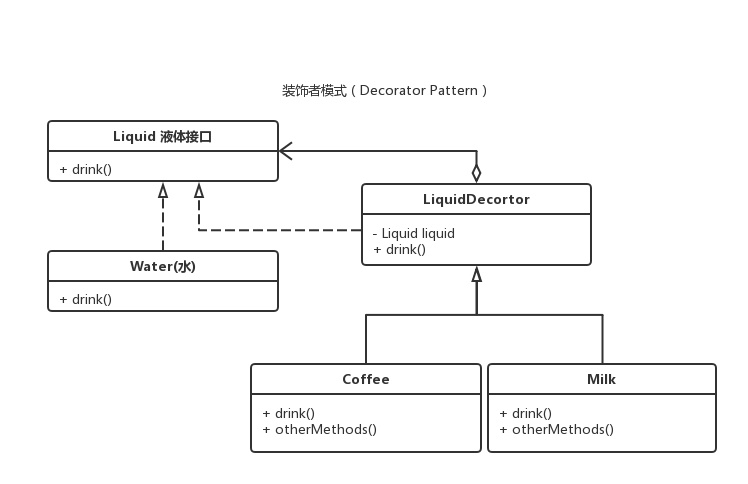 装饰者模式 ( Decorator Pattern )
Liquid 液体接口
+ drink()
LiquidDecortor
- Liquid liquid
+ drink()
Water(水)
+ drink()
Coffee
+ drink()
+ otherMethods()
Milk
+ drink()
+ otherMethods()